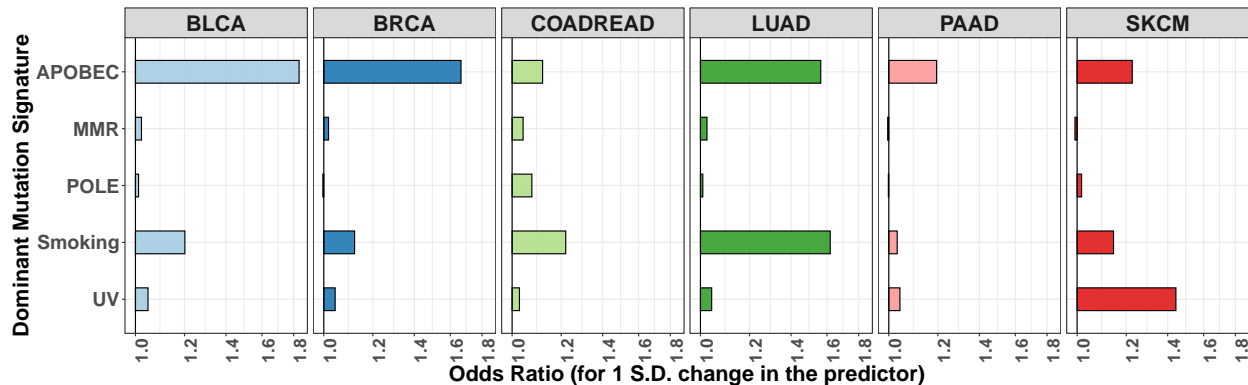 BLCA BRCA COADREAD LUAD PAAD SKCM
Dominant Mutation Signature
APOBEC
MMR
POLE
Smoking
UV
1.0 1.2 1.4 1.6 1.8 1.0 1.2 1.4 1.6 1.8 1.0 1.2 1.4 1.6 1.8 1.0 1.2 1.4 1.6 1.8 1.0 1.2 1.4 1.6 1.8 1.0 1.2 1.4 1.6 1.8
Odds Ratio (for 1 S.D. change in the predictor)